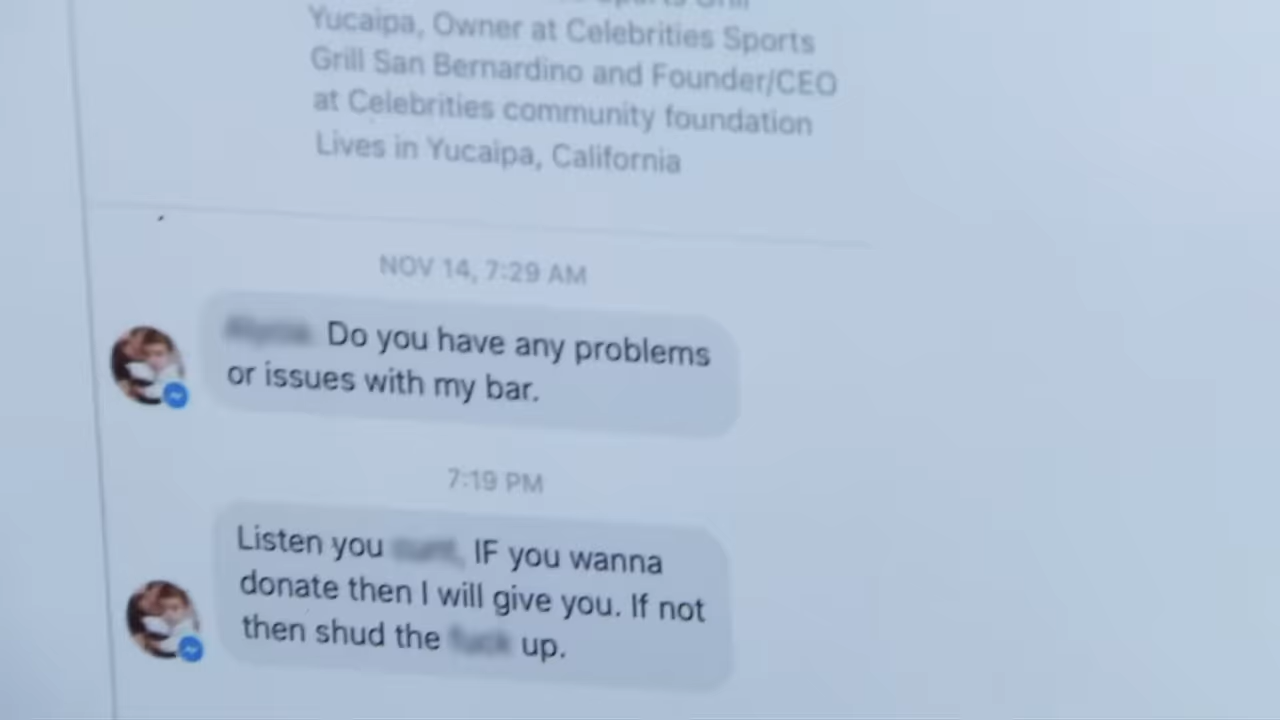 Yucaipa, Owner at Celebrities Sports
Grill San Bernardino and Founder/CEO
at Celebrities community foundation
Lives in Yucaipa, California
NOV 14, 7:29 AM
Do you have any problems
or issues with my bar.
7:19 PM
Listen you IF you wanna
donate then I will give you. If not
then shud the up.